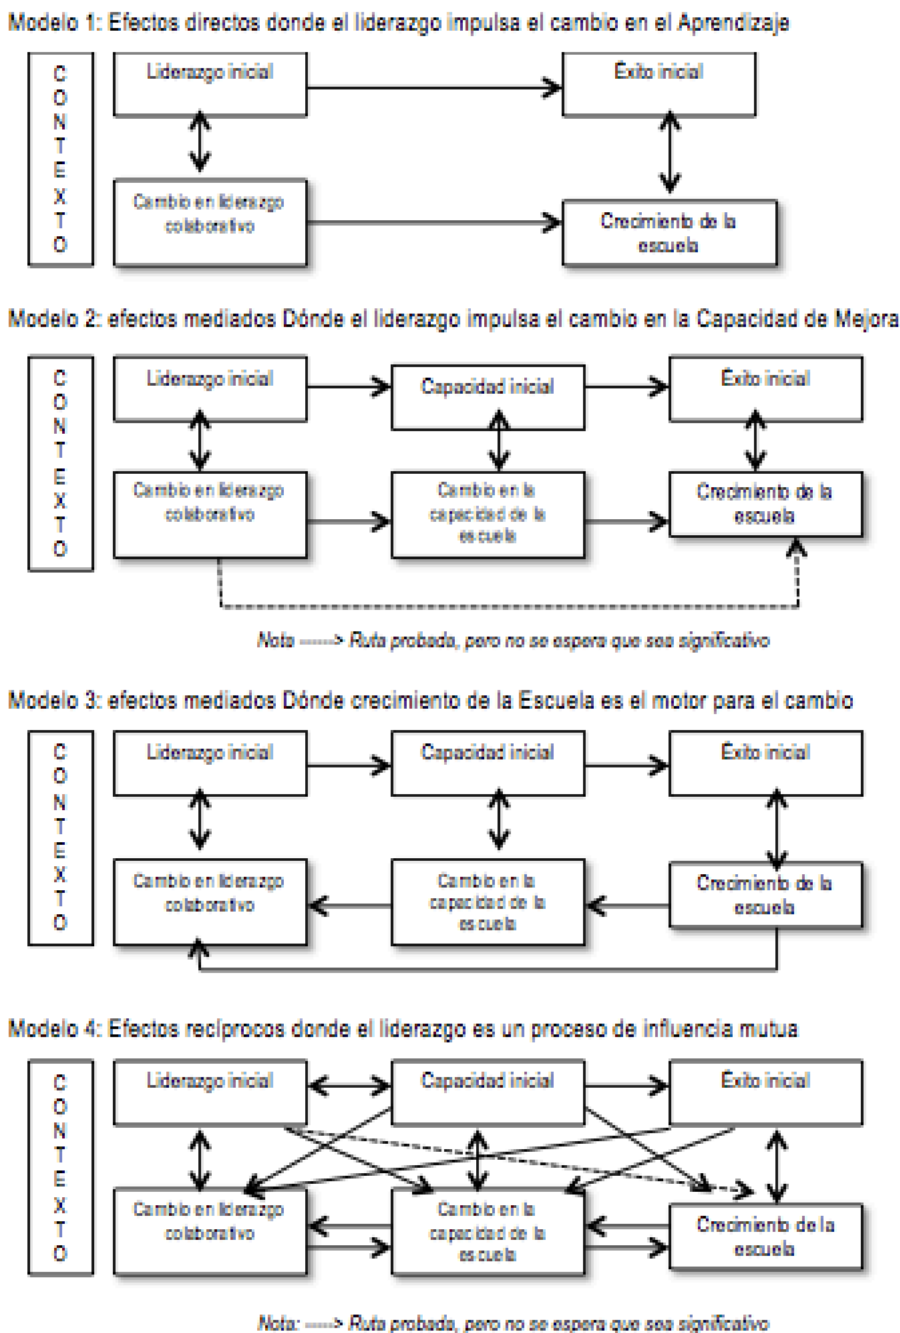 Modelo 1: Efectos directos donde el liderazgo impulsa el cambio en el Aprendizaje
CONTEXTO
Liderazgo inicial
Éxito inicial
Cambio en liderazgo
colaborativo
Crecimiento de la
escuela
Modelo 2: efectos mediados Dónde el liderazgo impulsa el cambio en la Capacidad de Mejora
CONTEXTO
Liderazgo inicial
Capacidad inicial
Éxito inicial
Cambio en liderazgo
colaborativo
Cambio en la
capacidad de la
escuela
Crecimiento de la
escuela
Nota ------> Ruta probada, pero no se espera que sea significativo
Modelo 3: efectos mediados Dónde crecimiento de la Escuela es el motor para el cambio
CONTEXTO
Liderazgo inicial
Capacidad inicial
Éxito inicial
Cambio en liderazgo
colaborativo
Cambio en la
capacidad de la
escuela
Crecimiento de la
escuela
Modelo 4: Efectos recíprocos donde el liderazgo es un proceso de influencia mutua
CONTEXTO
Liderazgo inicial
Capacidad inicial
Éxito inicial
Cambio en liderazgo
colaborativo
Cambio en la
capacidad de la
escuela
Crecimiento de la
escuela
Nota: -----> Ruta probada, pero no se espera que sea significativo